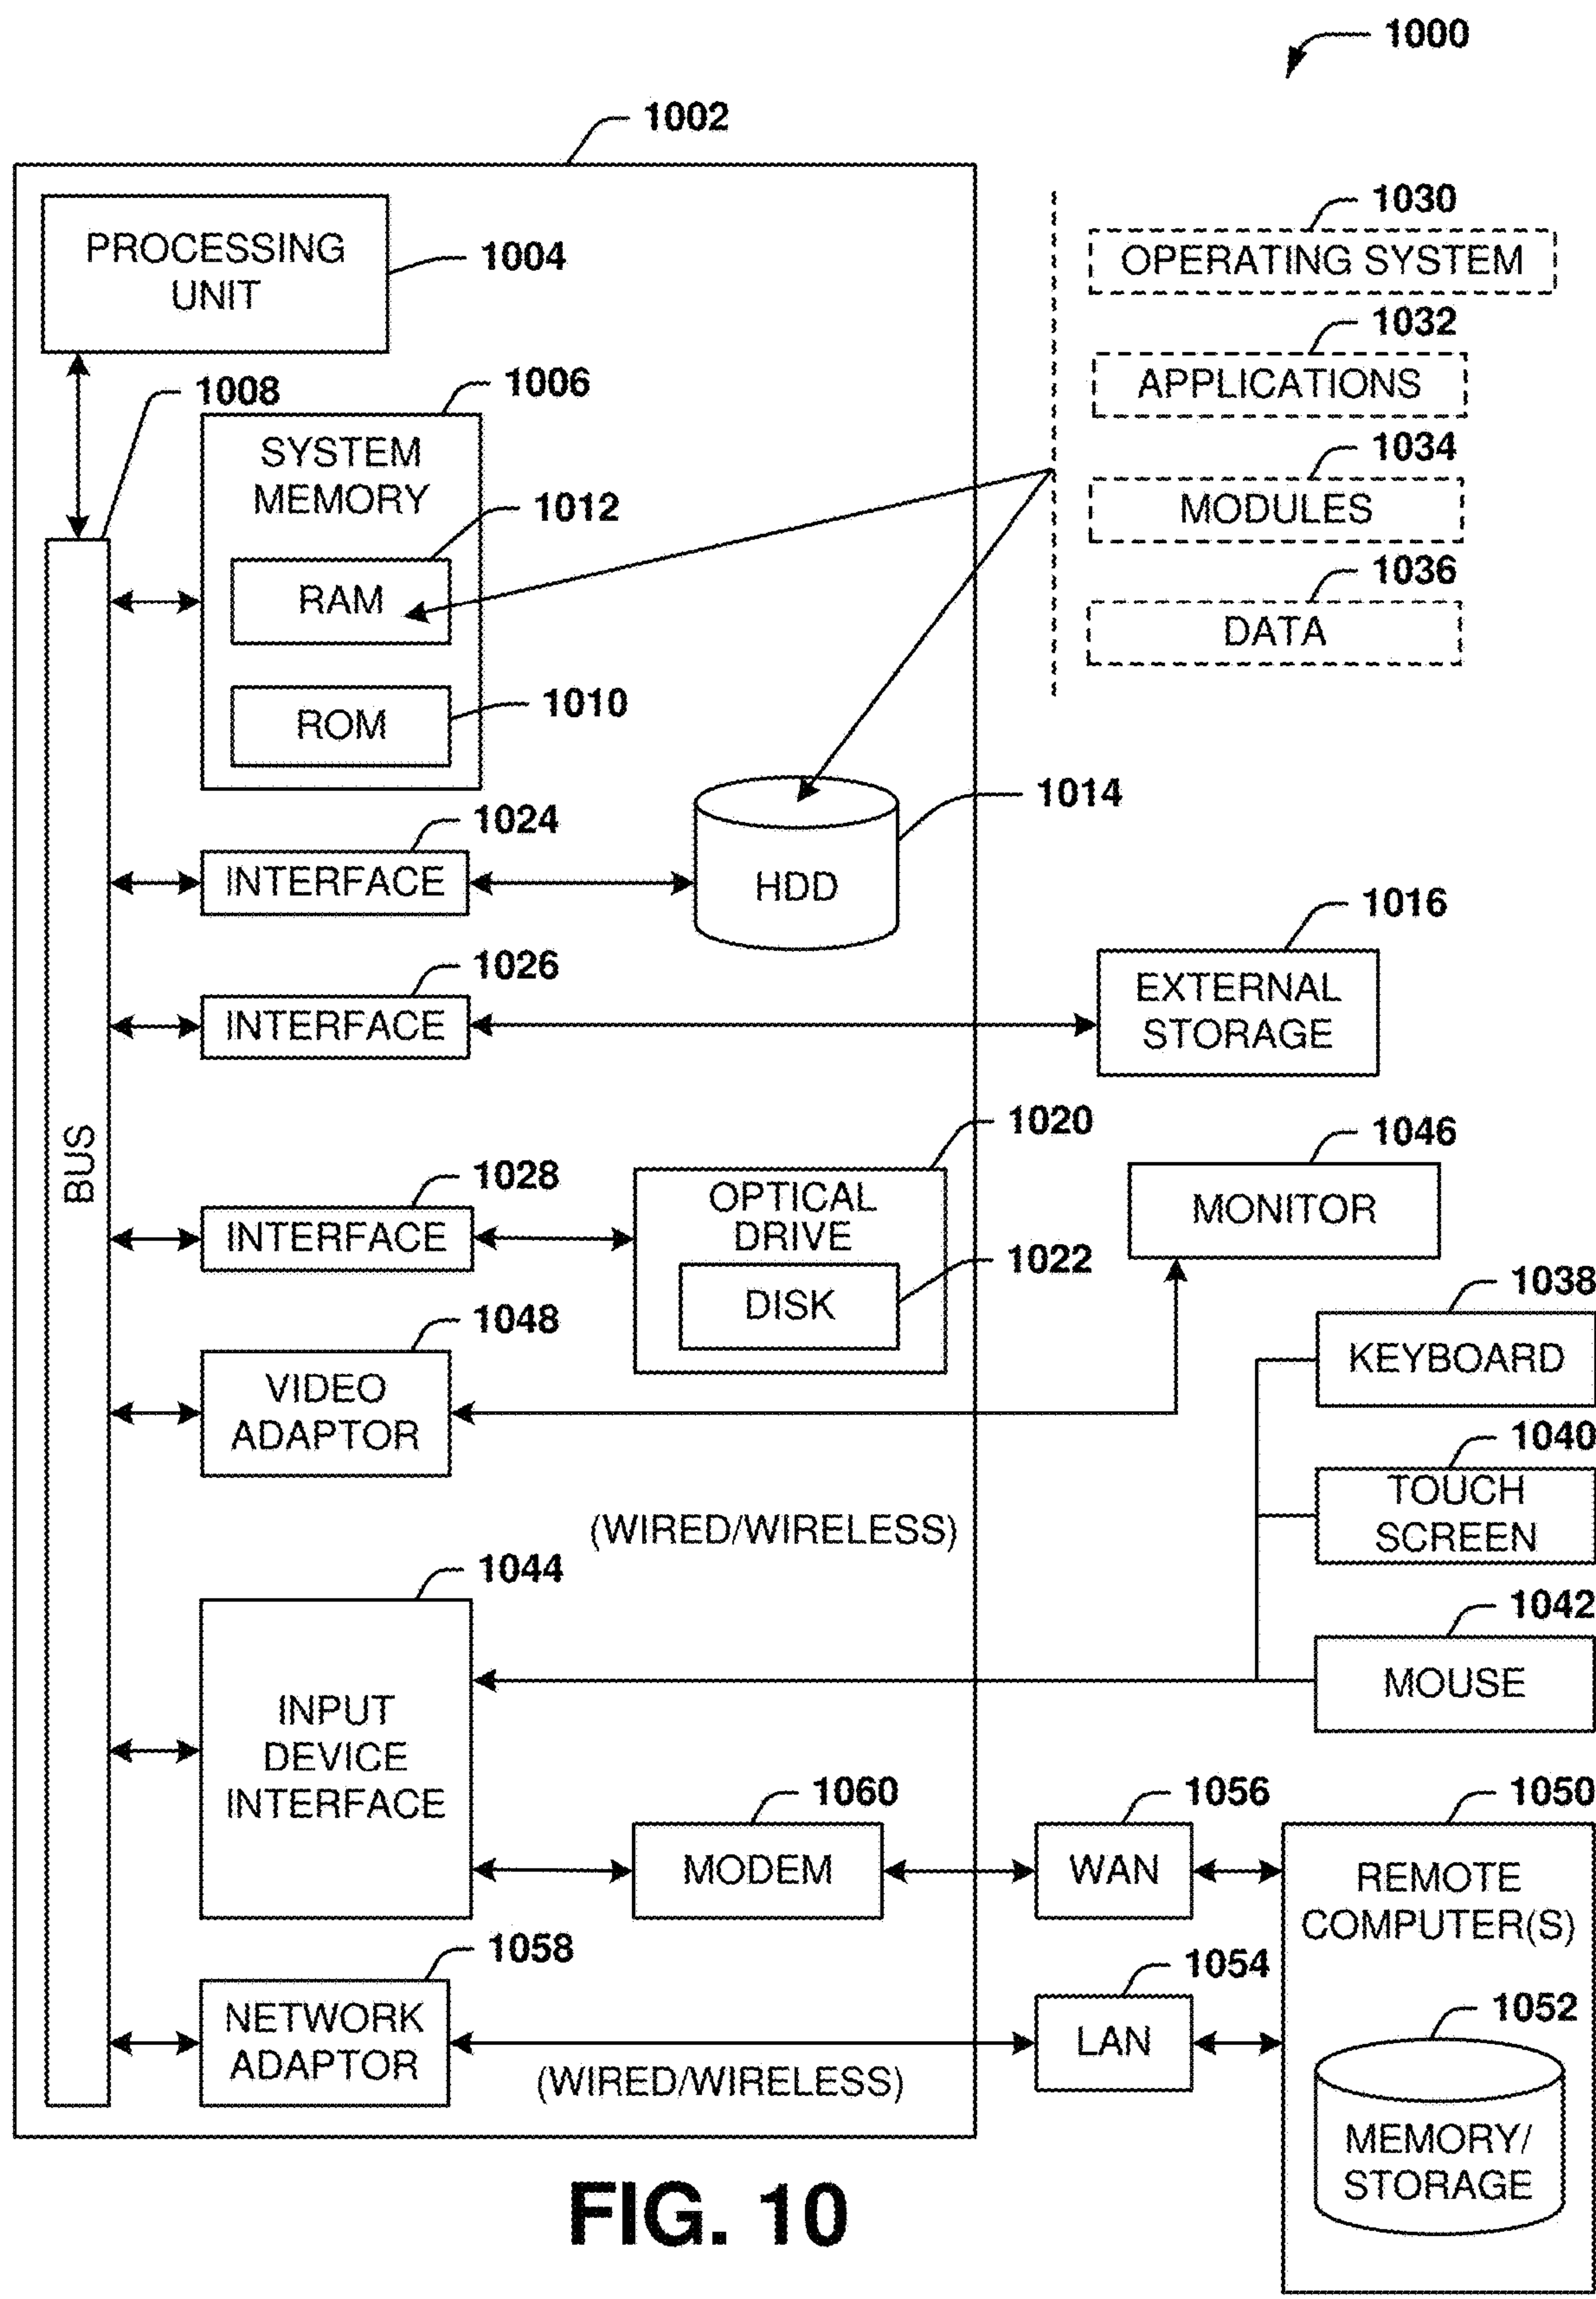 1000
1002
PROCESSING
UNIT
1004
1030
OPERATING SYSTEM
1032
APPLICATIONS
1034
MODULES
1036
DATA
1008
1006
SYSTEM
MEMORY
1012
RAM
1010
ROM
1024
INTERFACE
1014
HDD
1026
INTERFACE
1016
EXTERNAL
STORAGE
BUS
1028
INTERFACE
1020
OPTICAL
DRIVE
1022
DISK
1046
MONITOR
1048
VIDEO
ADAPTOR
1038
KEYBOARD
1040
TOUCH
SCREEN
(WIRED/WIRELESS)
1044
INPUT
DEVICE
INTERFACE
1042
MOUSE
1060
MODEM
1056
WAN
1050
REMOTE
COMPUTER(S)
1058
NETWORK
ADAPTOR
(WIRED/WIRELESS)
1054
LAN
1052
MEMORY/
STORAGE
FIG. 10